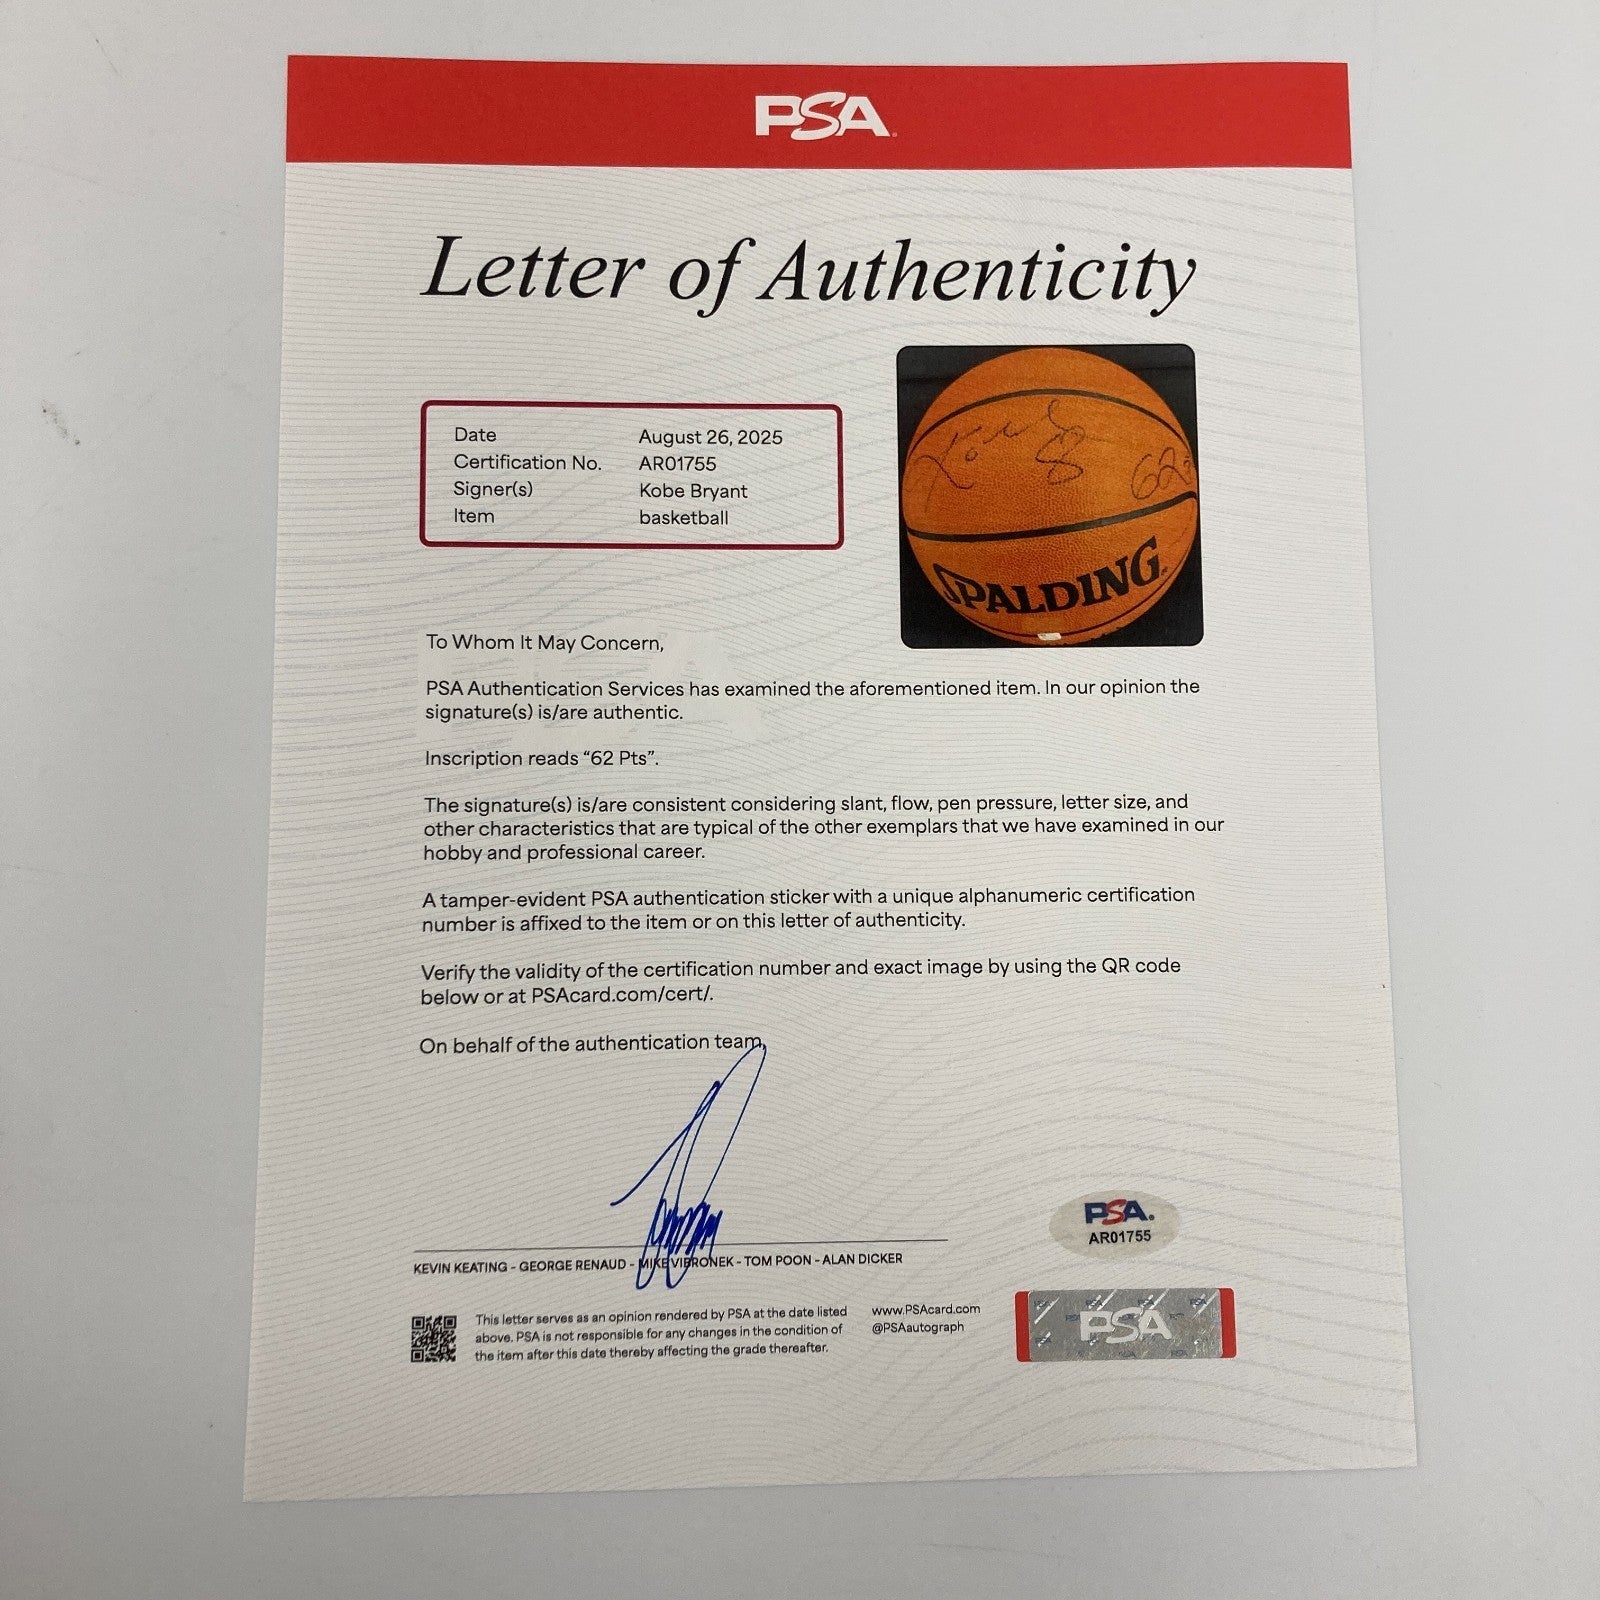 PSA
Letter of Authenticity
Date August 26, 2025
Certification No. AR01755
Signer(s) Kobe Bryant
Item basketball
62
SPALDING
To Whom It May Concern,
PSA Authentication Services has examined the aforementioned item. In our opinion the
signature(s) is/are authentic.
Inscription reads “62 Pts”.
The signature(s) is/are consistent considering slant, flow, pen pressure, letter size, and
other characteristics that are typical of the other exemplars that we have examined in our
hobby and professional career.
A tamper-evident PSA authentication sticker with a unique alphanumeric certification
number is affixed to the item or on this letter of authenticity.
Verify the validity of the certification number and exact image by using the QR code
below or at PSAcard.com/cert/.
On behalf of the authentication team,
KEVIN KEATING - GEORGE RENAUD - MIKE VIBRONEK - TOM POON - ALAN DICKER
PSA
AR01755
This letter serves as an opinion rendered by PSA at the date listed
above. PSA is not responsible for any changes in the condition of
the item after this date thereby affecting the grade thereafter.
www.PSAcard.com
@PSAautograph
PSA